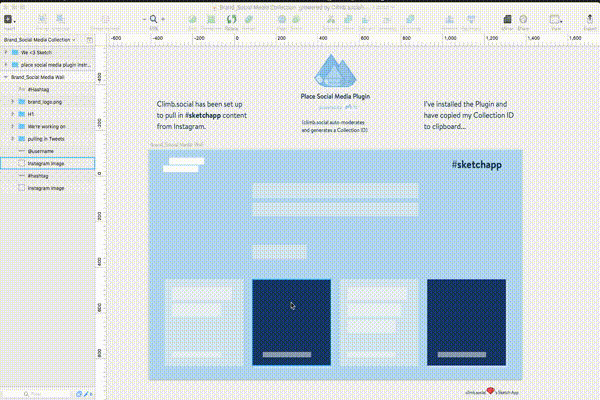 Brand_Social Media Collection
-600
-400
-200
0
200
400
600
800
1,000
1,200
1,400
1,600
Brand_Social Media Collection
We <3 Sketch
place social media plugin instr...
Brand_Social Media Wall
#Hashtag
brand_logo.png
H1
We're working on
pulling in Tweets
@username
Instagram Image
#hashtag
Instagram Image
Place Social Media Plugin
powered by
Climb.social has been set up
to pull in #sketchapp content
from Instagram.
Climb.social auto-moderates
and generates a Collection ID
I've installed the Plugin and
have copied my Collection ID
to clipboard...
Brand_Social Media Wall
#sketchapp
climb.social
's Sketch App